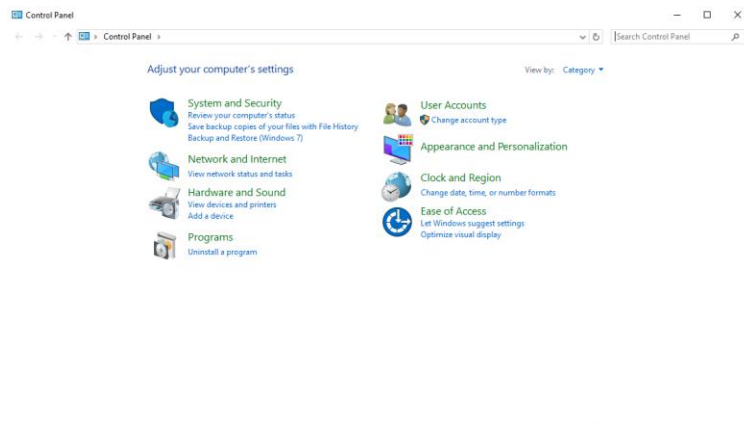 Control Panel
Control Panel
Search Control Panel
Adjust your computer's settings
View by: Category
System and Security
Review your computer's status
Save backup copies of your files with File History
Backup and Restore (Windows 7)
Network and Internet
View network status and tasks
Hardware and Sound
View devices and printers
Add a device
Programs
Uninstall a program
User Accounts
Change account type
Appearance and Personalization
Clock and Region
Change date, time, or number formats
Ease of Access
Let Windows suggest settings
Optimize visual display